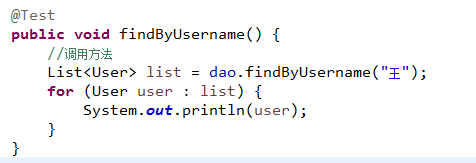 @Test
public void findByUsername() {
    //调用方法
    List<User> list = dao.findByUsername("王");
    for (User user : list) {
        System.out.println(user);
    }
}